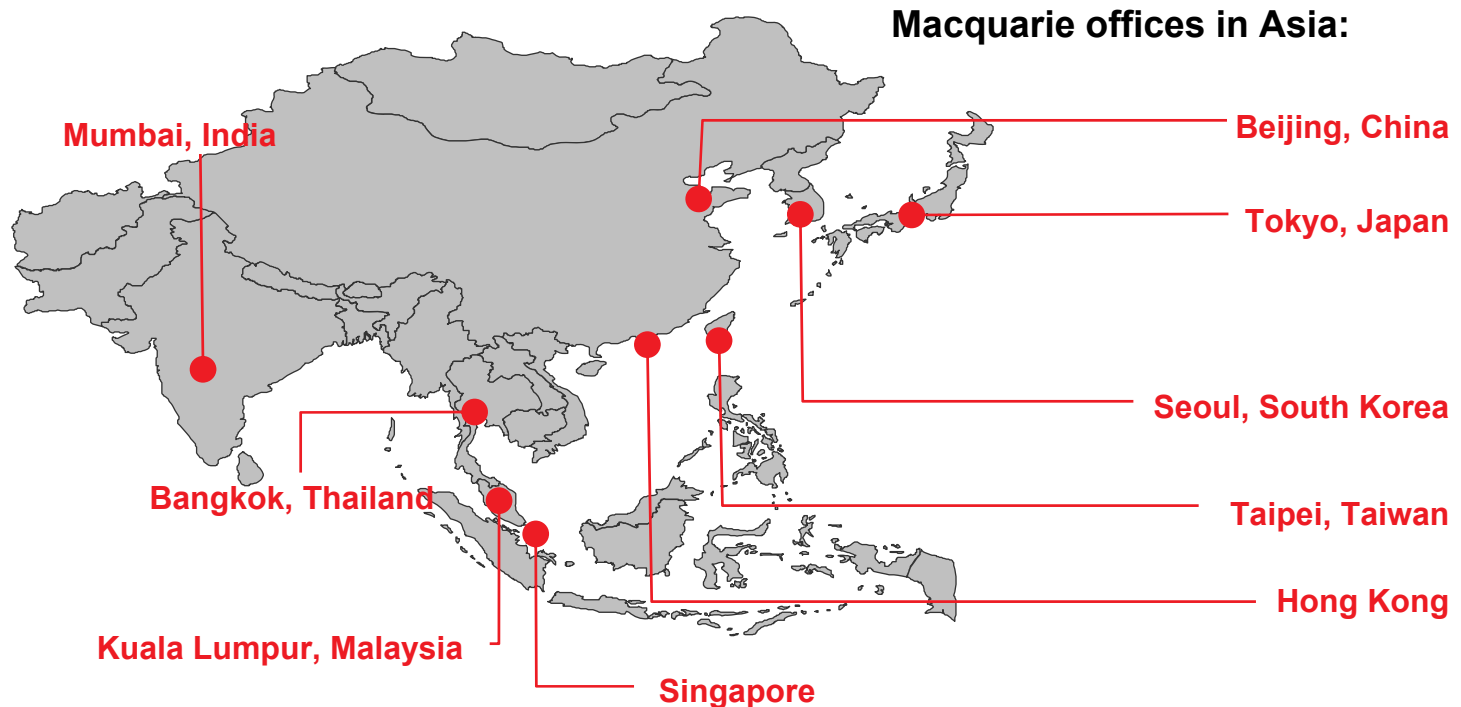 Macquarie offices in Asia:
Mumbai, India
Beijing, China
Tokyo, Japan
Seoul, South Korea
Bangkok, Thailand
Taipei, Taiwan
Hong Kong
Kuala Lumpur, Malaysia
Singapore